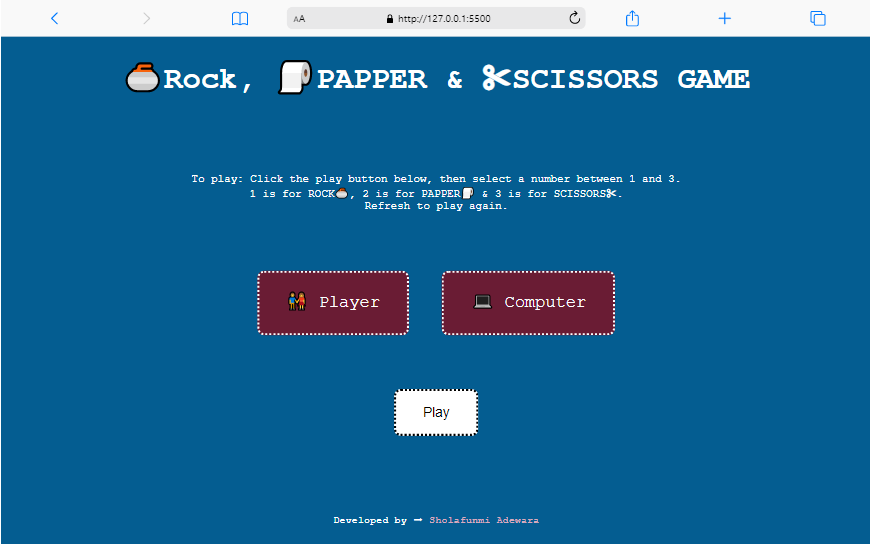 AA http://127.0.0.1:5500
Rock, PAPPER & SCISSORS GAME
To play: Click the play button below, then select a number between 1 and 3.
1 is for ROCK, 2 is for PAPPER & 3 is for SCISSORS.
Refresh to play again.
Player
Computer
Play
Developed by → Sholafunmi Adewara